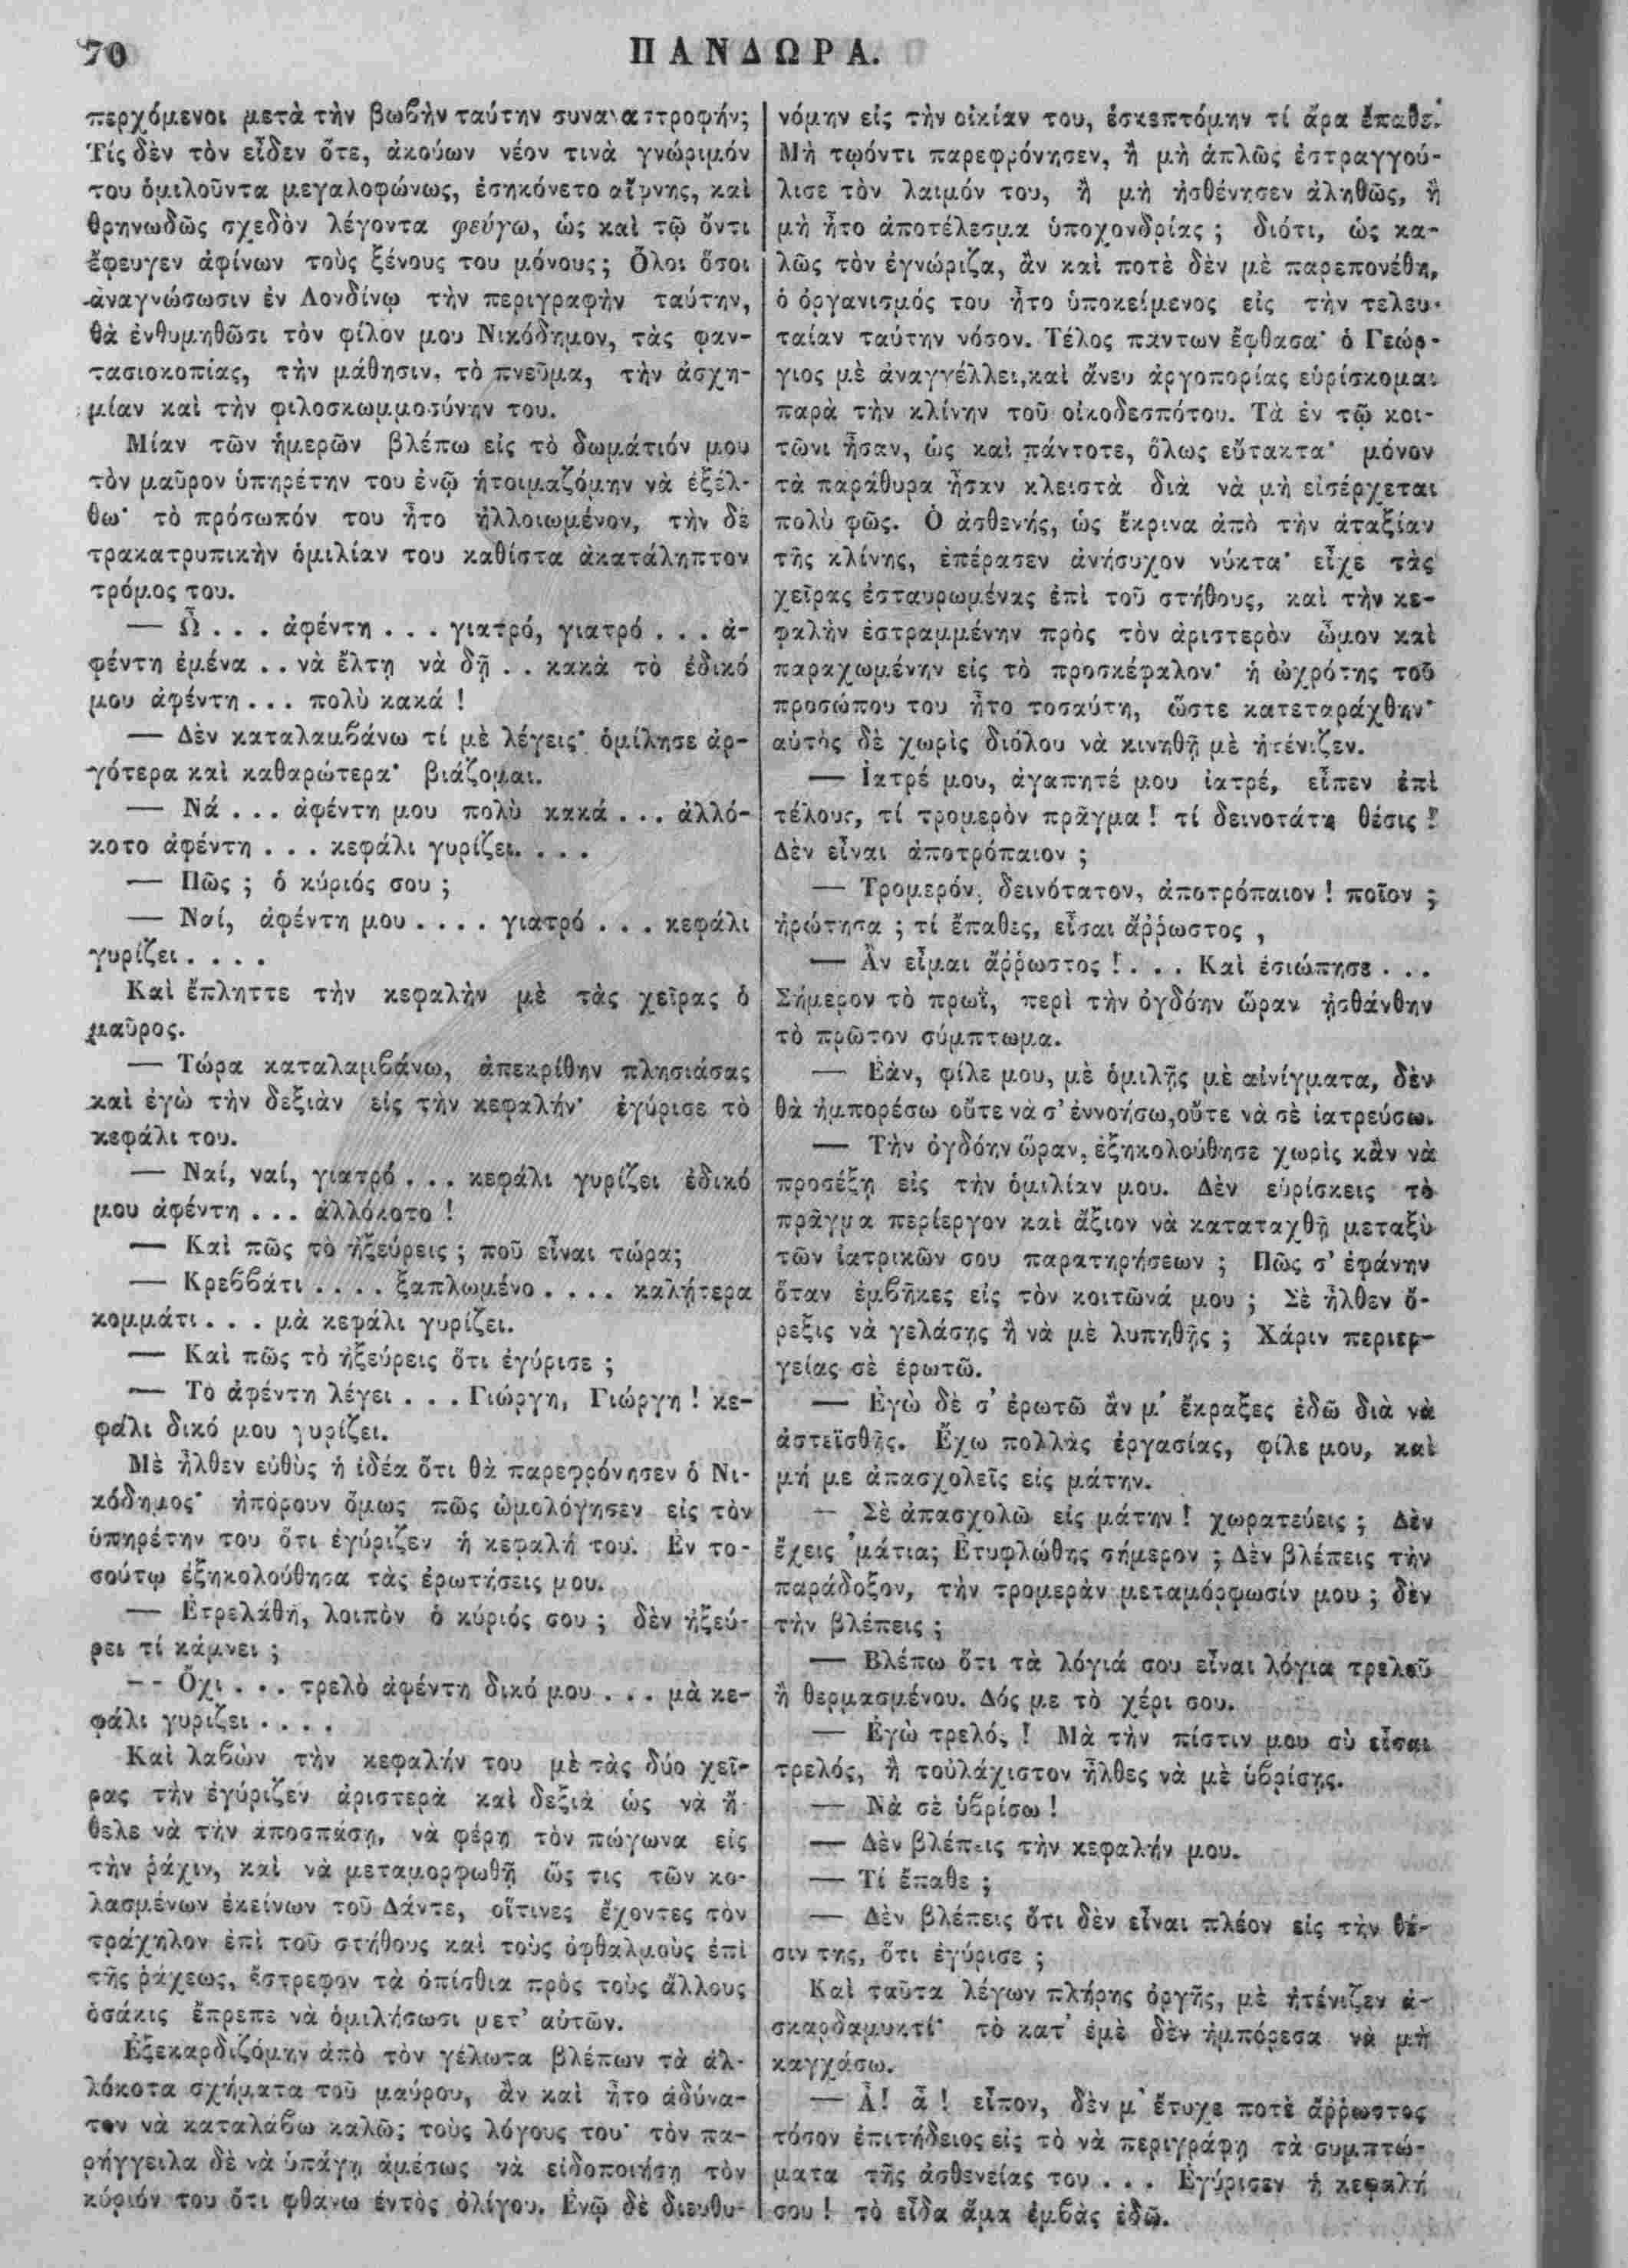 70
ΠΑΝΔΩΡΑ.
περχόμενοι μετὰ τὴν βωβὴν ταύτην συναναστροφήν;
Τίς δὲν τὸν εἶδεν ὅτε, ἀκούων νέον τινὰ γνώριμόν
του ὁμιλοῦντα μεγαλοφώνως, ἐσηκόνετο αἴφνης, καὶ
θρηνωδῶς σχεδὸν λέγοντα φεύγω, ὡς καὶ τῷ ὄντι
ἔφευγεν ἀφίνων τοὺς ξένους του μόνους; Ὅλοι ὅσοι
ἀναγνώσωσιν ἐν Λονδίνῳ τὴν περιγραφὴν ταύτην,
θὰ ἐνθυμηθῶσι τὸν φίλον μου Νικόδημον, τὰς φαν-
τασιοκοπίας, τὴν μάθησιν, τὸ πνεῦμα, τὴν ἀσχη-
μίαν καὶ τὴν φιλοσκωμμοσύνην του.
Μίαν τῶν ἡμερῶν βλέπω εἰς τὸ δωμάτιόν μου
τὸν μαῦρον ὑπηρέτην του ἐνῷ ἡτοιμαζόμην νὰ ἐξέλ-
θω· τὸ πρόσωπόν του ἦτο ἠλλοιωμένον, τὴν δὲ
τρακατρυπικὴν ὁμιλίαν του καθίστα ἀκατάληπτον
τρόμος του.
— Ὦ . . . ἀφέντη . . . γιατρό, γιατρό . . . ἀ-
φέντη ἐμένα . . νὰ ἔλτῃ νὰ δῇ . . κακὰ τὸ ἐδικό
μου ἀφέντη . . . πολὺ κακά !
— Δὲν καταλαμβάνω τί μὲ λέγεις· ὁμίλησε ἀρ-
γότερα καὶ καθαρώτερα· βιάζομαι.
— Νά . . . ἀφέντη μου πολὺ κακά . . . ἀλλό-
κοτο ἀφέντη . . . κεφάλι γυρίζει. . . .
— Πῶς ; ὁ κύριός σου ;
— Ναί, ἀφέντη μου . . . . γιατρό . . . κεφάλι
γυρίζει . . . .
Καὶ ἔπληττε τὴν κεφαλὴν μὲ τὰς χεῖρας ὁ
μαῦρος.
— Τώρα καταλαμβάνω, ἀπεκρίθην πλησιάσας
καὶ ἐγὼ τὴν δεξιὰν εἰς τὴν κεφαλήν· ἐγύρισε τὸ
κεφάλι του.
— Ναί, ναί, γιατρό . . . κεφάλι γυρίζει ἐδικό
μου ἀφέντη . . . ἀλλόκοτο !
— Καὶ πῶς τὸ ἠξεύρεις ; ποῦ εἶναι τώρα;
— Κρεββάτι . . . . ξαπλωμένο . . . . καλήτερα
κομμάτι . . . μὰ κεφάλι γυρίζει.
— Καὶ πῶς τὸ ἠξεύρεις ὅτι ἐγύρισε ;
— Τὸ ἀφέντη λέγει . . . Γιώργη, Γιώργη ! κε-
φάλι δικό μου γυρίζει.
Μὲ ἦλθεν εὐθὺς ἡ ἰδέα ὅτι θὰ παρεφρόνησεν ὁ Νι-
κόδημος· ἠπόρουν ὅμως πῶς ὡμολόγησεν εἰς τὸν
ὑπηρέτην του ὅτι ἐγύριζεν ἡ κεφαλή του. Ἐν το-
σούτῳ ἐξηκολούθησα τὰς ἐρωτήσεις μου.
— Ἐτρελάθη, λοιπὸν ὁ κύριός σου ; δὲν ἠξεύ-
ρει τί κάμνει ;
-- Ὄχι . . . τρελὸ ἀφέντη δικό μου . . . μὰ κε-
φάλι γυρίζει . . . .
Καὶ λαβὼν τὴν κεφαλήν του μὲ τὰς δύο χεῖ-
ρας τὴν ἐγύριζεν ἀριστερὰ καὶ δεξιὰ ὡς νὰ ἤ-
θελε νὰ τὴν ἀποσπάσῃ, νὰ φέρῃ τὸν πώγωνα εἰς
τὴν ῥάχιν, καὶ νὰ μεταμορφωθῇ ὥς τις τῶν κο-
λασμένων ἐκείνων τοῦ Δάντε, οἵτινες ἔχοντες τὸν
τράχηλον ἐπὶ τοῦ στήθους καὶ τοὺς ὀφθαλμοὺς ἐπὶ
τῆς ῥάχεως, ἔστρεφον τὰ ὀπίσθια πρὸς τοὺς ἄλλους
ὁσάκις ἔπρεπε νὰ ὁμιλήσωσι μετ' αὐτῶν.
Ἐξεκαρδιζόμην ἀπὸ τὸν γέλωτα βλέπων τὰ ἀλ-
λόκοτα σχήματα τοῦ μαύρου, ἂν καὶ ἦτο ἀδύνα-
τον νὰ καταλάβω καλῶς τοὺς λόγους του· τὸν πα-
ρήγγειλα δὲ νὰ ὑπάγῃ ἀμέσως νὰ εἰδοποιήσῃ τὸν
κύριόν του ὅτι φθάνω ἐντὸς ὀλίγου. Ἐνῷ δὲ διευθυ-
νόμην εἰς τὴν οἰκίαν του, ἐσκεπτόμην τί ἄρα ἔπαθε.
Μὴ τῳόντι παρεφρόνησεν, ἢ μὴ ἁπλῶς ἐστραγγού-
λισε τὸν λαιμόν του, ἢ μὴ ἠσθένησεν ἀληθῶς, ἢ
μὴ ἦτο ἀποτέλεσμα ὑποχονδρίας ; διότι, ὡς κα-
λῶς τὸν ἐγνώριζα, ἂν καὶ ποτὲ δὲν μὲ παρεπονέθη,
ὁ ὀργανισμός του ἦτο ὑποκείμενος εἰς τὴν τελευ-
ταίαν ταύτην νόσον. Τέλος πάντων ἔφθασα· ὁ Γεώρ-
γιος μὲ ἀναγγέλλει, καὶ ἄνευ ἀργοπορίας εὑρίσκομαι
παρὰ τὴν κλίνην τοῦ οἰκοδεσπότου. Τὰ ἐν τῷ κοι-
τῶνι ἦσαν, ὡς καὶ πάντοτε, ὅλως εὔτακτα· μόνον
τὰ παράθυρα ἦσαν κλειστὰ διὰ νὰ μὴ εἰσέρχεται
πολὺ φῶς. Ὁ ἀσθενής, ὡς ἔκρινα ἀπὸ τὴν ἀταξίαν
τῆς κλίνης, ἐπέρασεν ἀνήσυχον νύκτα· εἶχε τὰς
χεῖρας ἐσταυρωμένας ἐπὶ τοῦ στήθους, καὶ τὴν κε-
φαλὴν ἐστραμμένην πρὸς τὸν ἀριστερὸν ὦμον καὶ
παραχωμένην εἰς τὸ προσκέφαλον· ἡ ὠχρότης τοῦ
προσώπου του ἦτο τοσαύτη, ὥστε κατεταράχθην·
αὐτὸς δὲ χωρὶς διόλου νὰ κινηθῇ μὲ ἠτένιζεν.
— Ἰατρέ μου, ἀγαπητέ μου ἰατρέ, εἶπεν ἐπὶ
τέλους, τί τρομερὸν πρᾶγμα ! τί δεινοτάτη θέσις !
Δὲν εἶναι ἀποτρόπαιον ;
— Τρομερόν, δεινότατον, ἀποτρόπαιον ! ποῖον ;
ἠρώτησα ; τί ἔπαθες, εἶσαι ἄῤῥωστος ,
— Ἂν εἶμαι ἄῤῥωστος ! . . . Καὶ ἐσιώπησε . . .
Σήμερον τὸ πρωΐ, περὶ τὴν ὀγδόην ὥραν ᾐσθάνθην
τὸ πρῶτον σύμπτωμα.
— Ἐάν, φίλε μου, μὲ ὁμιλῇς μὲ αἰνίγματα, δὲν
θὰ ἠμπορέσω οὔτε νὰ σ' ἐννοήσω, οὔτε νὰ σὲ ἰατρεύσω.
— Τὴν ὀγδόην ὥραν, ἐξηκολούθησε χωρὶς κἂν νὰ
προσέξῃ εἰς τὴν ὁμιλίαν μου. Δὲν εὑρίσκεις τὸ
πρᾶγμα περίεργον καὶ ἄξιον νὰ καταταχθῇ μεταξὺ
τῶν ἰατρικῶν σου παρατηρήσεων ; Πῶς σ' ἐφάνην
ὅταν ἐμβῆκες εἰς τὸν κοιτῶνά μου ; Σὲ ἦλθεν ὄ-
ρεξις νὰ γελάσῃς ἢ νὰ μὲ λυπηθῇς ; Χάριν περιερ-
γείας σὲ ἐρωτῶ.
— Ἐγὼ δὲ σ' ἐρωτῶ ἂν μ' ἔκραξες ἐδῶ διὰ νὰ
ἀστεϊσθῇς. Ἔχω πολλὰς ἐργασίας, φίλε μου, καὶ
μή με ἀπασχολεῖς εἰς μάτην.
— Σὲ ἀπασχολῶ εἰς μάτην ! χωρατεύεις ; Δὲν
ἔχεις 'μάτια; Ἐτυφλώθης σήμερον ; Δὲν βλέπεις τὴν
παράδοξον, τὴν τρομερὰν μεταμόρφωσίν μου ; δὲν
τὴν βλέπεις ;
— Βλέπω ὅτι τὰ λόγιά σου εἶναι λόγια τρελοῦ
ἢ θερμασμένου. Δός με τὸ χέρι σου.
— Ἐγὼ τρελός ! Μὰ τὴν πίστιν μου σὺ εἶσαι
τρελός, ἢ τοὐλάχιστον ἦλθες νὰ μὲ ὑβρίσῃς.
— Νὰ σὲ ὑβρίσω !
— Δὲν βλέπεις τὴν κεφαλήν μου.
— Τί ἔπαθε ;
— Δὲν βλέπεις ὅτι δὲν εἶναι πλέον εἰς τὴν θέ-
σιν της, ὅτι ἐγύρισε ;
Καὶ ταῦτα λέγων πλήρης ὀργῆς, μὲ ἠτένιζεν ἀ-
σκαρδαμυκτί· τὸ κατ' ἐμὲ δὲν ἠμπόρεσα νὰ μὴ
καγχάσω.
— Ἆ! ἆ ! εἶπον, δὲν μ' ἔτυχε ποτὲ ἄῤῥωστος
τόσον ἐπιτήδειος εἰς τὸ νὰ περιγράφῃ τὰ συμπτώ-
ματα τῆς ἀσθενείας του . . . Ἐγύρισεν ἡ κεφαλή
σου ! τὸ εἶδα ἅμα ἐμβὰς ἐδῶ.